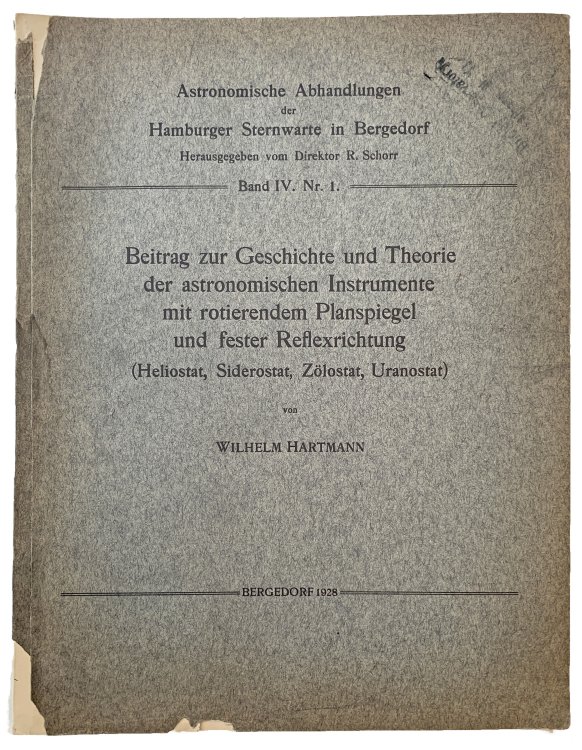 Astronomische Abhandlungen
der
Hamburger Sternwarte in Bergedorf
Herausgegeben vom Direktor R. Schorr
Band IV. Nr. 1.
Beitrag zur Geschichte und Theorie
der astronomischen Instrumente
mit rotierendem Planspiegel
und fester Reflexrichtung
(Heliostat, Siderostat, Zölostat, Uranostat)
von
WILHELM HARTMANN
BERGEDORF 1928